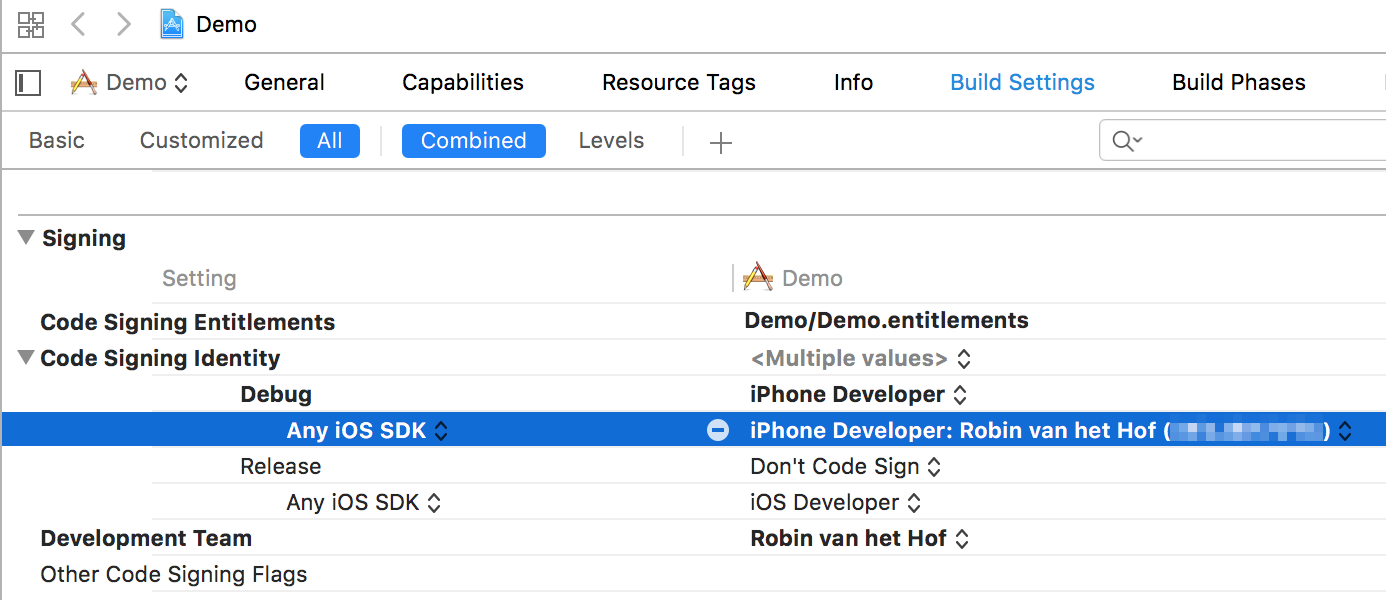 Demo
Demo General Capabilities Resource Tags Info Build Settings Build Phases
Basic Customized All Combined Levels
Signing
Setting Demo
Code Signing Entitlements Demo/Demo.entitlements
Code Signing Identity <Multiple values>
Debug iPhone Developer
Any iOS SDK iPhone Developer: Robin van het Hof ( )
Release Don't Code Sign
Any iOS SDK iOS Developer
Development Team Robin van het Hof
Other Code Signing Flags